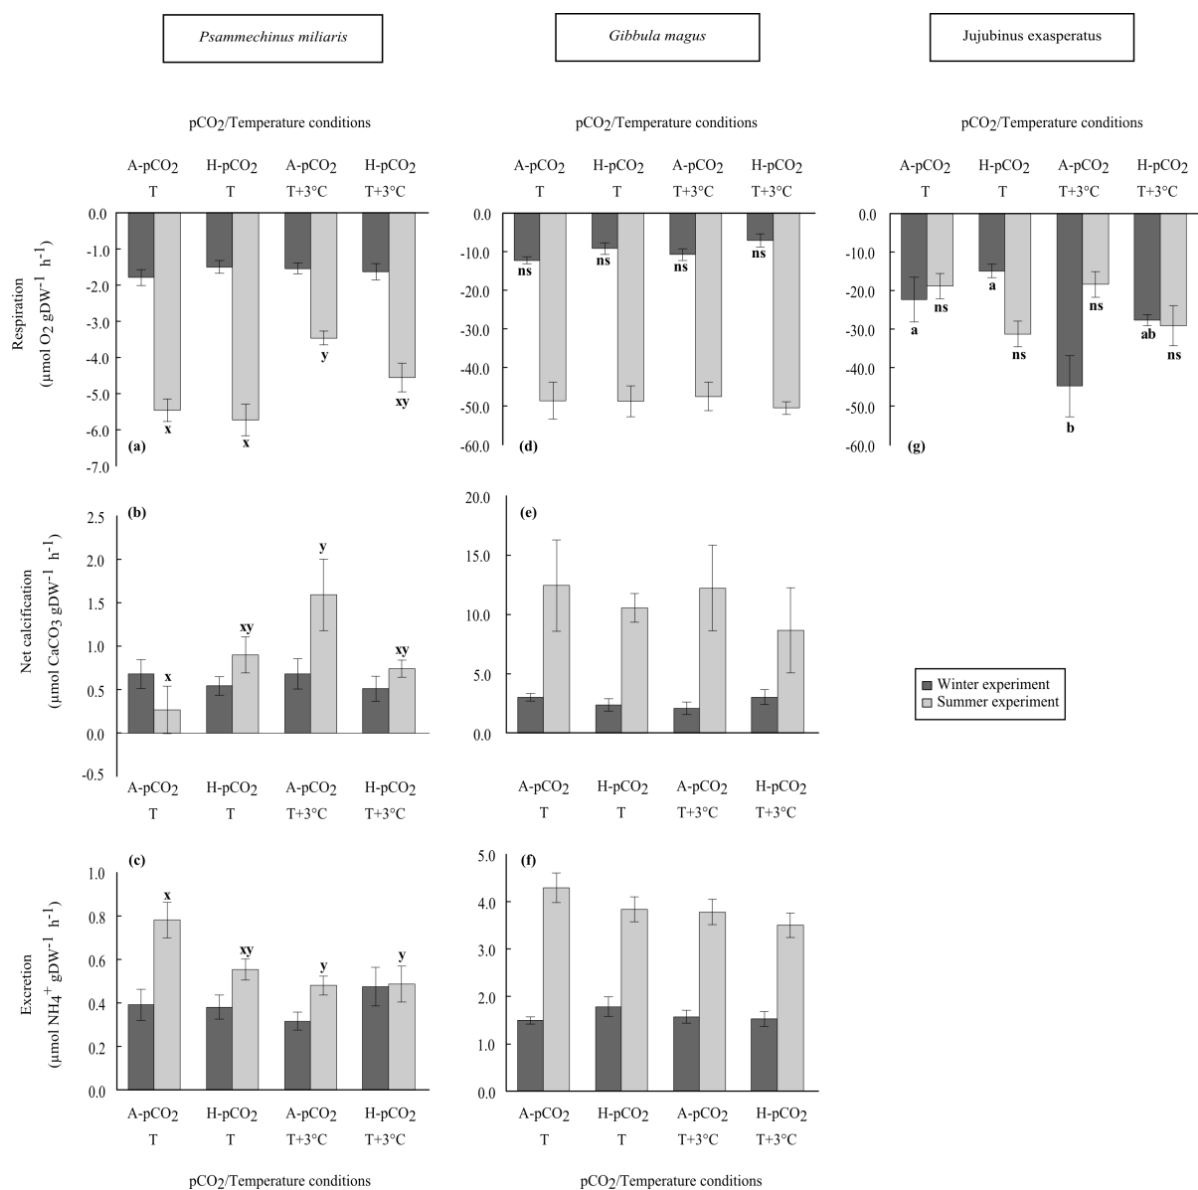 Psammechinus miliaris
Gibbula magus
Jujubinus exasperatus
pCO2/Temperature conditions
pCO2/Temperature conditions
pCO2/Temperature conditions
A-pCO2 H-pCO2 A-pCO2 H-pCO2
T T T+3°C T+3°C
A-pCO2 H-pCO2 A-pCO2 H-pCO2
T T T+3°C T+3°C
A-pCO2 H-pCO2 A-pCO2 H-pCO2
T T T+3°C T+3°C
Respiration
(µmol O2 gDW-1 h-1)
0.0
-1.0
-2.0
-3.0
-4.0
-5.0
-6.0
-7.0
x
x
y
xy
(a)
0.0
-10.0
-20.0
-30.0
-40.0
-50.0
-60.0
ns
ns
ns
ns
(d)
0.0
-10.0
-20.0
-30.0
-40.0
-50.0
-60.0
a
ns
a
ns
b
ns
ab
ns
(g)
Net calcification
(µmol CaCO3 gDW-1 h-1)
(b)
2.5
2.0
1.5
1.0
0.5
0.0
-0.5
x
xy
y
xy
A-pCO2 H-pCO2 A-pCO2 H-pCO2
T T T+3°C T+3°C
(e)
20.0
15.0
10.0
5.0
0.0
A-pCO2 H-pCO2 A-pCO2 H-pCO2
T T T+3°C T+3°C
Winter experiment
Summer experiment
Excretion
(µmol NH4+ gDW-1 h-1)
(c)
1.0
0.8
0.6
0.4
0.2
0.0
x
xy
y
y
A-pCO2 H-pCO2 A-pCO2 H-pCO2
T T T+3°C T+3°C
pCO2/Temperature conditions
(f)
5.0
4.0
3.0
2.0
1.0
0.0
A-pCO2 H-pCO2 A-pCO2 H-pCO2
T T T+3°C T+3°C
pCO2/Temperature conditions